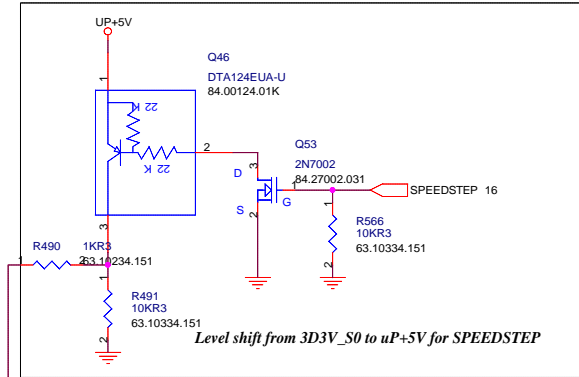 UP+5V
Q46
DTA124EUA-U
84.00124.01K
1
22 K
22 K
2
3
Q53
2N7002
84.27002.031
3
D
1
S
G
2
SPEEDSTEP 16
1
R566
10KR3
63.10334.151
2
R490
1KR3
1
2
63.10234.151
1
R491
10KR3
63.10334.151
2
Level shift from 3D3V_S0 to uP+5V for SPEEDSTEP